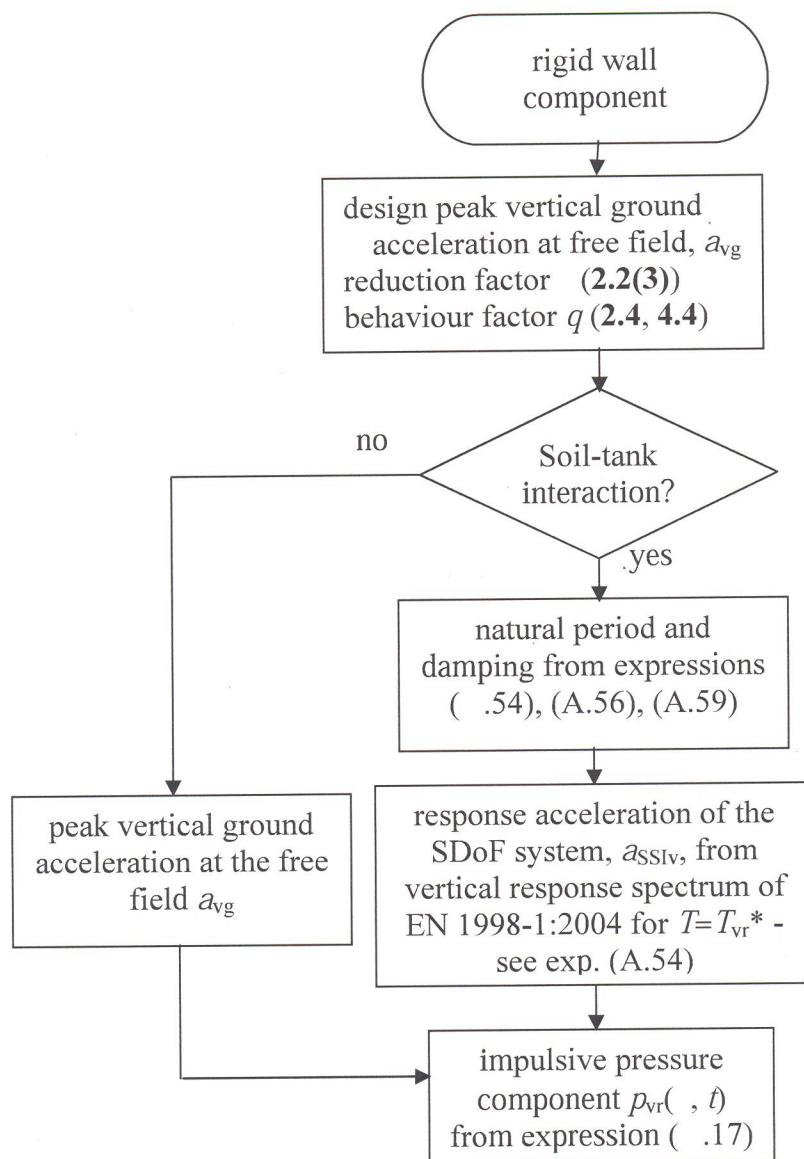 rigid wall
component
design peak vertical ground
acceleration at free field, avg
reduction factor (2.2(3))
behaviour factor q (2.4, 4.4)
no
Soil-tank
interaction?
yes
natural period and
damping from expressions
( .54), (A.56), (A.59)
peak vertical ground
acceleration at the free
field avg
response acceleration of the
SDoF system, aSSIv, from
vertical response spectrum of
EN 1998-1:2004 for T=Tvr* -
see exp. (A.54)
impulsive pressure
component pvr( , t)
from expression ( .17)